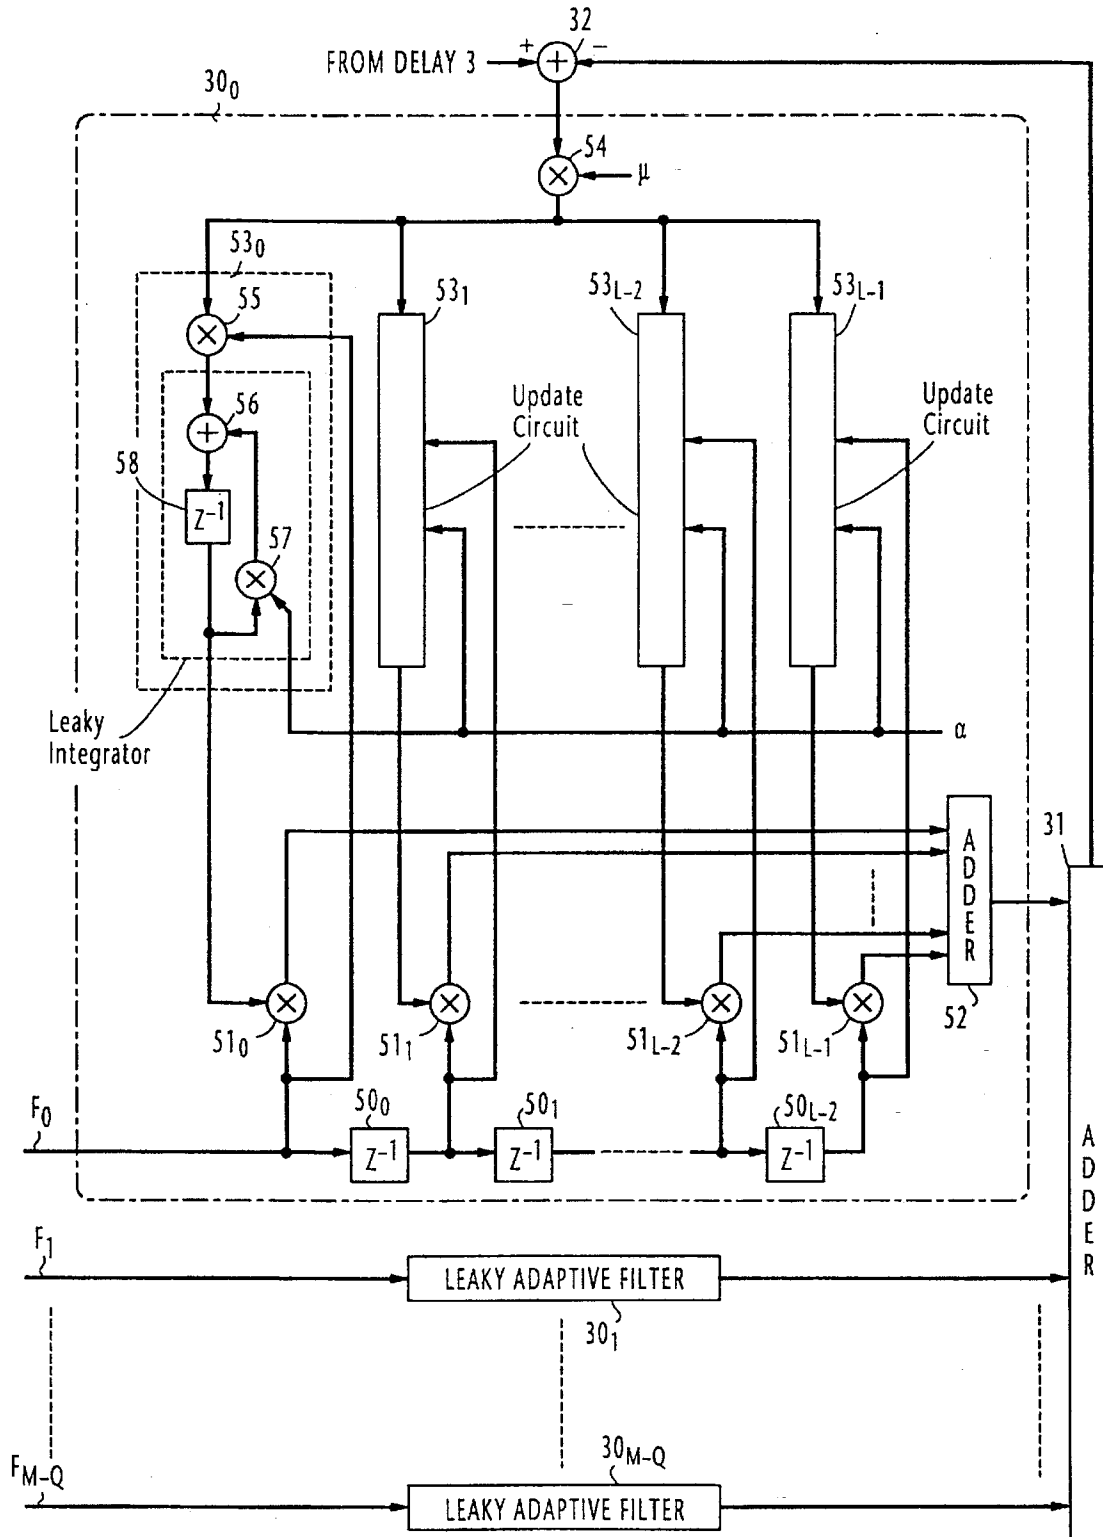 32
+
−
FROM DELAY 3
+
30₀
54
×
μ
53₀
53₁
53L−2
53L−1
55
×
56
+
Update
Circuit
Update
Circuit
58
Z⁻¹
57
×
Leaky
Integrator
α
31
ADDER
×
×
×
×
51₀
51₁
51L−2
51L−1
52
F₀
50₀
50₁
50L−2
Z⁻¹
Z⁻¹
Z⁻¹
ADDER
F₁
LEAKY ADAPTIVE FILTER
30₁
30M−Q
FM−Q
LEAKY ADAPTIVE FILTER